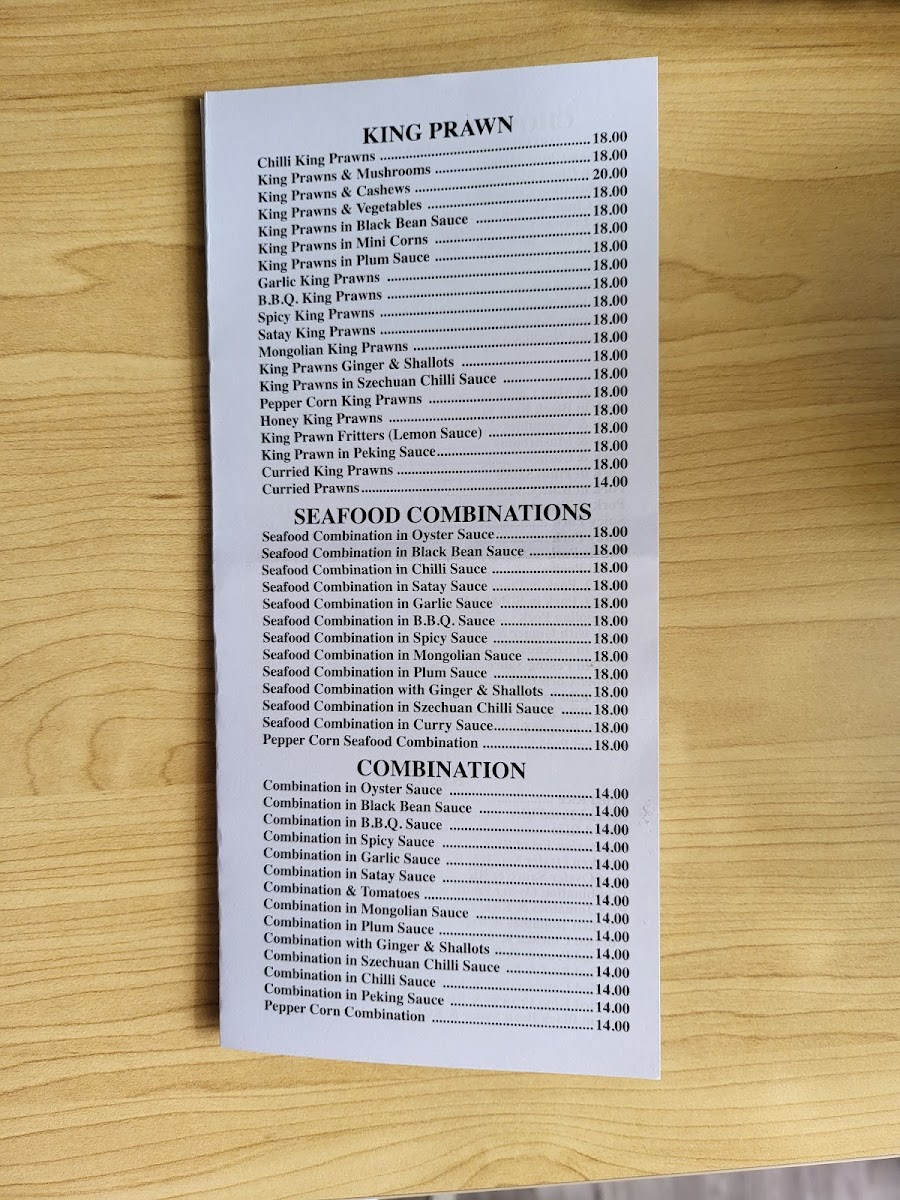 KING PRAWN
Chilli King Prawns ........................................................ 18.00
King Prawns & Mushrooms ......................................... 18.00
King Prawns & Cashews .............................................. 20.00
King Prawns & Vegetables ........................................... 18.00
King Prawns in Black Bean Sauce .............................. 18.00
King Prawns in Mini Corns ......................................... 18.00
King Prawns in Plum Sauce ......................................... 18.00
Garlic King Prawns ...................................................... 18.00
B.B.Q. King Prawns ...................................................... 18.00
Spicy King Prawns ........................................................ 18.00
Satay King Prawns ........................................................ 18.00
Mongolian King Prawns ............................................... 18.00
King Prawns Ginger & Shallots .................................. 18.00
King Prawns in Szechuan Chilli Sauce ....................... 18.00
Pepper Corn King Prawns ........................................... 18.00
Honey King Prawns ..................................................... 18.00
King Prawn Fritters (Lemon Sauce) ........................... 18.00
King Prawn in Peking Sauce........................................ 18.00
Curried King Prawns ................................................... 18.00
Curried Prawns............................................................ 14.00
SEAFOOD COMBINATIONS
Seafood Combination in Oyster Sauce......................... 18.00
Seafood Combination in Black Bean Sauce ................ 18.00
Seafood Combination in Chilli Sauce .......................... 18.00
Seafood Combination in Satay Sauce .......................... 18.00
Seafood Combination in Garlic Sauce ........................ 18.00
Seafood Combination in B.B.Q. Sauce ........................ 18.00
Seafood Combination in Spicy Sauce .......................... 18.00
Seafood Combination in Mongolian Sauce ................. 18.00
Seafood Combination in Plum Sauce .......................... 18.00
Seafood Combination with Ginger & Shallots ........... 18.00
Seafood Combination in Szechuan Chilli Sauce ........ 18.00
Seafood Combination in Curry Sauce.......................... 18.00
Pepper Corn Seafood Combination ............................. 18.00
COMBINATION
Combination in Oyster Sauce ...................................... 14.00
Combination in Black Bean Sauce .............................. 14.00
Combination in B.B.Q. Sauce ...................................... 14.00
Combination in Spicy Sauce ........................................ 14.00
Combination in Garlic Sauce ....................................... 14.00
Combination in Satay Sauce ........................................ 14.00
Combination & Tomatoes ............................................. 14.00
Combination in Mongolian Sauce ............................... 14.00
Combination in Plum Sauce ......................................... 14.00
Combination with Ginger & Shallots .......................... 14.00
Combination in Szechuan Chilli Sauce ....................... 14.00
Combination in Chilli Sauce ........................................ 14.00
Combination in Peking Sauce ...................................... 14.00
Pepper Corn Combination ........................................... 14.00